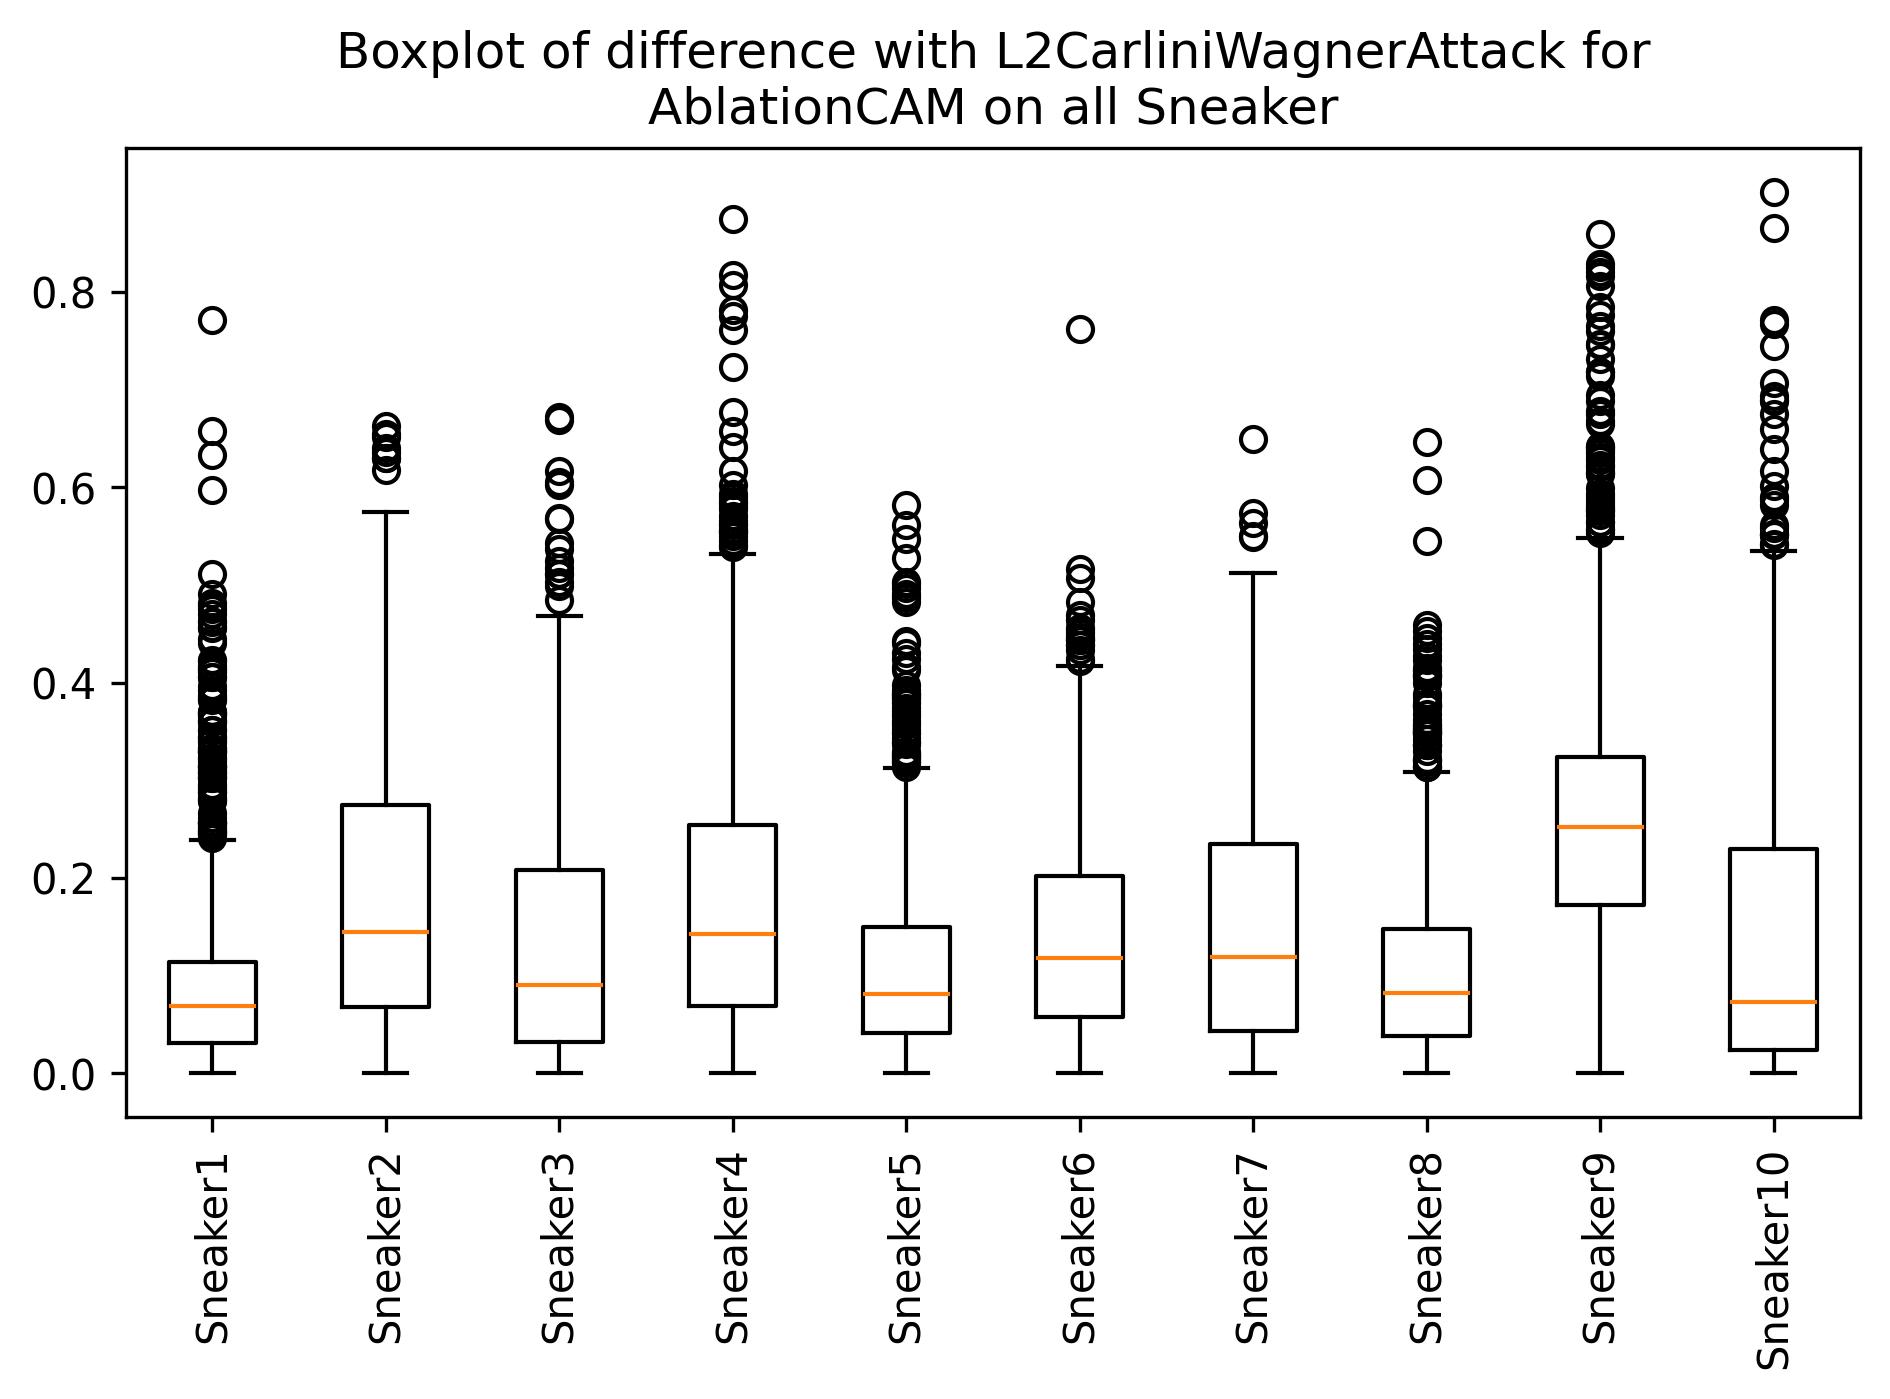 Boxplot of difference with L2CarliniWagnerAttack for
AblationCAM on all Sneaker
0.8
0.6
0.4
0.2
0.0
Sneaker1
Sneaker2
Sneaker3
Sneaker4
Sneaker5
Sneaker6
Sneaker7
Sneaker8
Sneaker9
Sneaker10